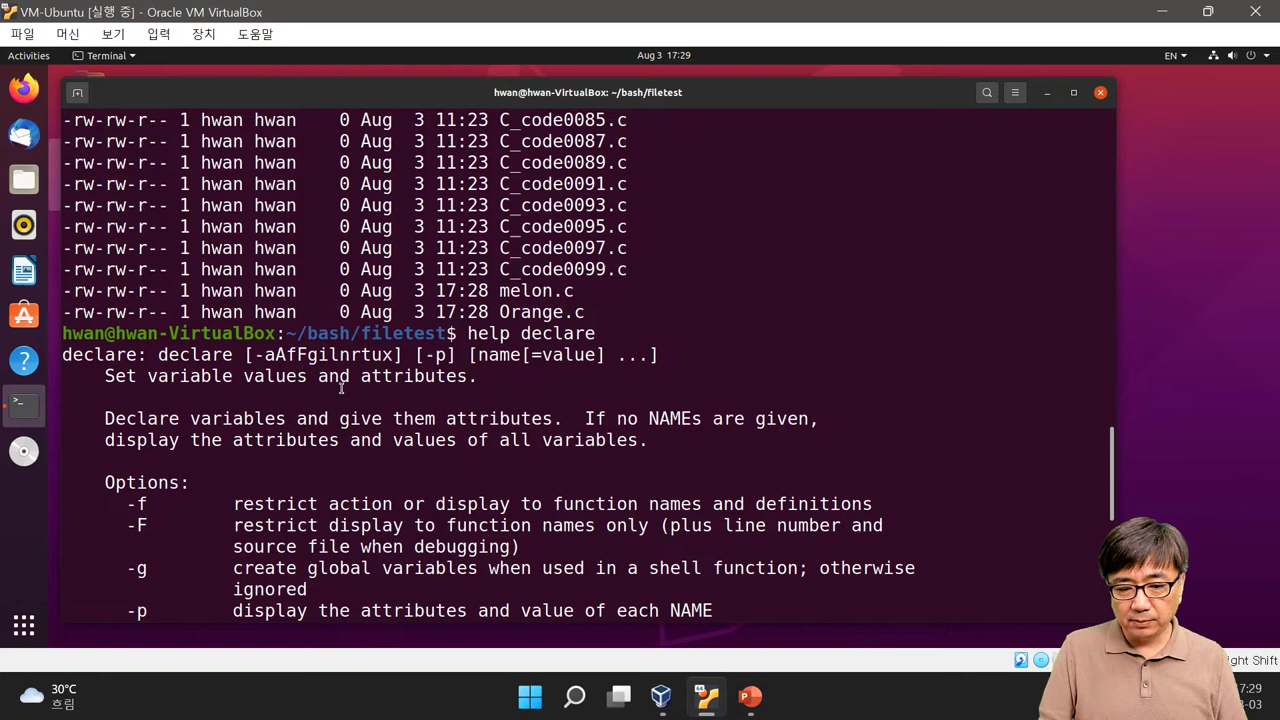 VM-Ubuntu [실행 중] - Oracle VM VirtualBox
파일 머신 보기 입력 장치 도움말
Activities Terminal Aug 3 17:29 EN
hwan@hwan-VirtualBox: ~/bash/filetest
-rw-rw-r-- 1 hwan hwan 0 Aug 3 11:23 C_code0085.c
-rw-rw-r-- 1 hwan hwan 0 Aug 3 11:23 C_code0087.c
-rw-rw-r-- 1 hwan hwan 0 Aug 3 11:23 C_code0089.c
-rw-rw-r-- 1 hwan hwan 0 Aug 3 11:23 C_code0091.c
-rw-rw-r-- 1 hwan hwan 0 Aug 3 11:23 C_code0093.c
-rw-rw-r-- 1 hwan hwan 0 Aug 3 11:23 C_code0095.c
-rw-rw-r-- 1 hwan hwan 0 Aug 3 11:23 C_code0097.c
-rw-rw-r-- 1 hwan hwan 0 Aug 3 11:23 C_code0099.c
-rw-rw-r-- 1 hwan hwan 0 Aug 3 17:28 melon.c
-rw-rw-r-- 1 hwan hwan 0 Aug 3 17:28 Orange.c
hwan@hwan-VirtualBox:~/bash/filetest$ help declare
declare: declare [-aAfFgilnrtux] [-p] [name[=value] ...]
Set variable values and attributes.
Declare variables and give them attributes. If no NAMEs are given,
display the attributes and values of all variables.
Options:
-f restrict action or display to function names and definitions
-F restrict display to function names only (plus line number and
source file when debugging)
-g create global variables when used in a shell function; otherwise
ignored
-p display the attributes and value of each NAME
ght Shift
30°C
흐림
17:29
-03